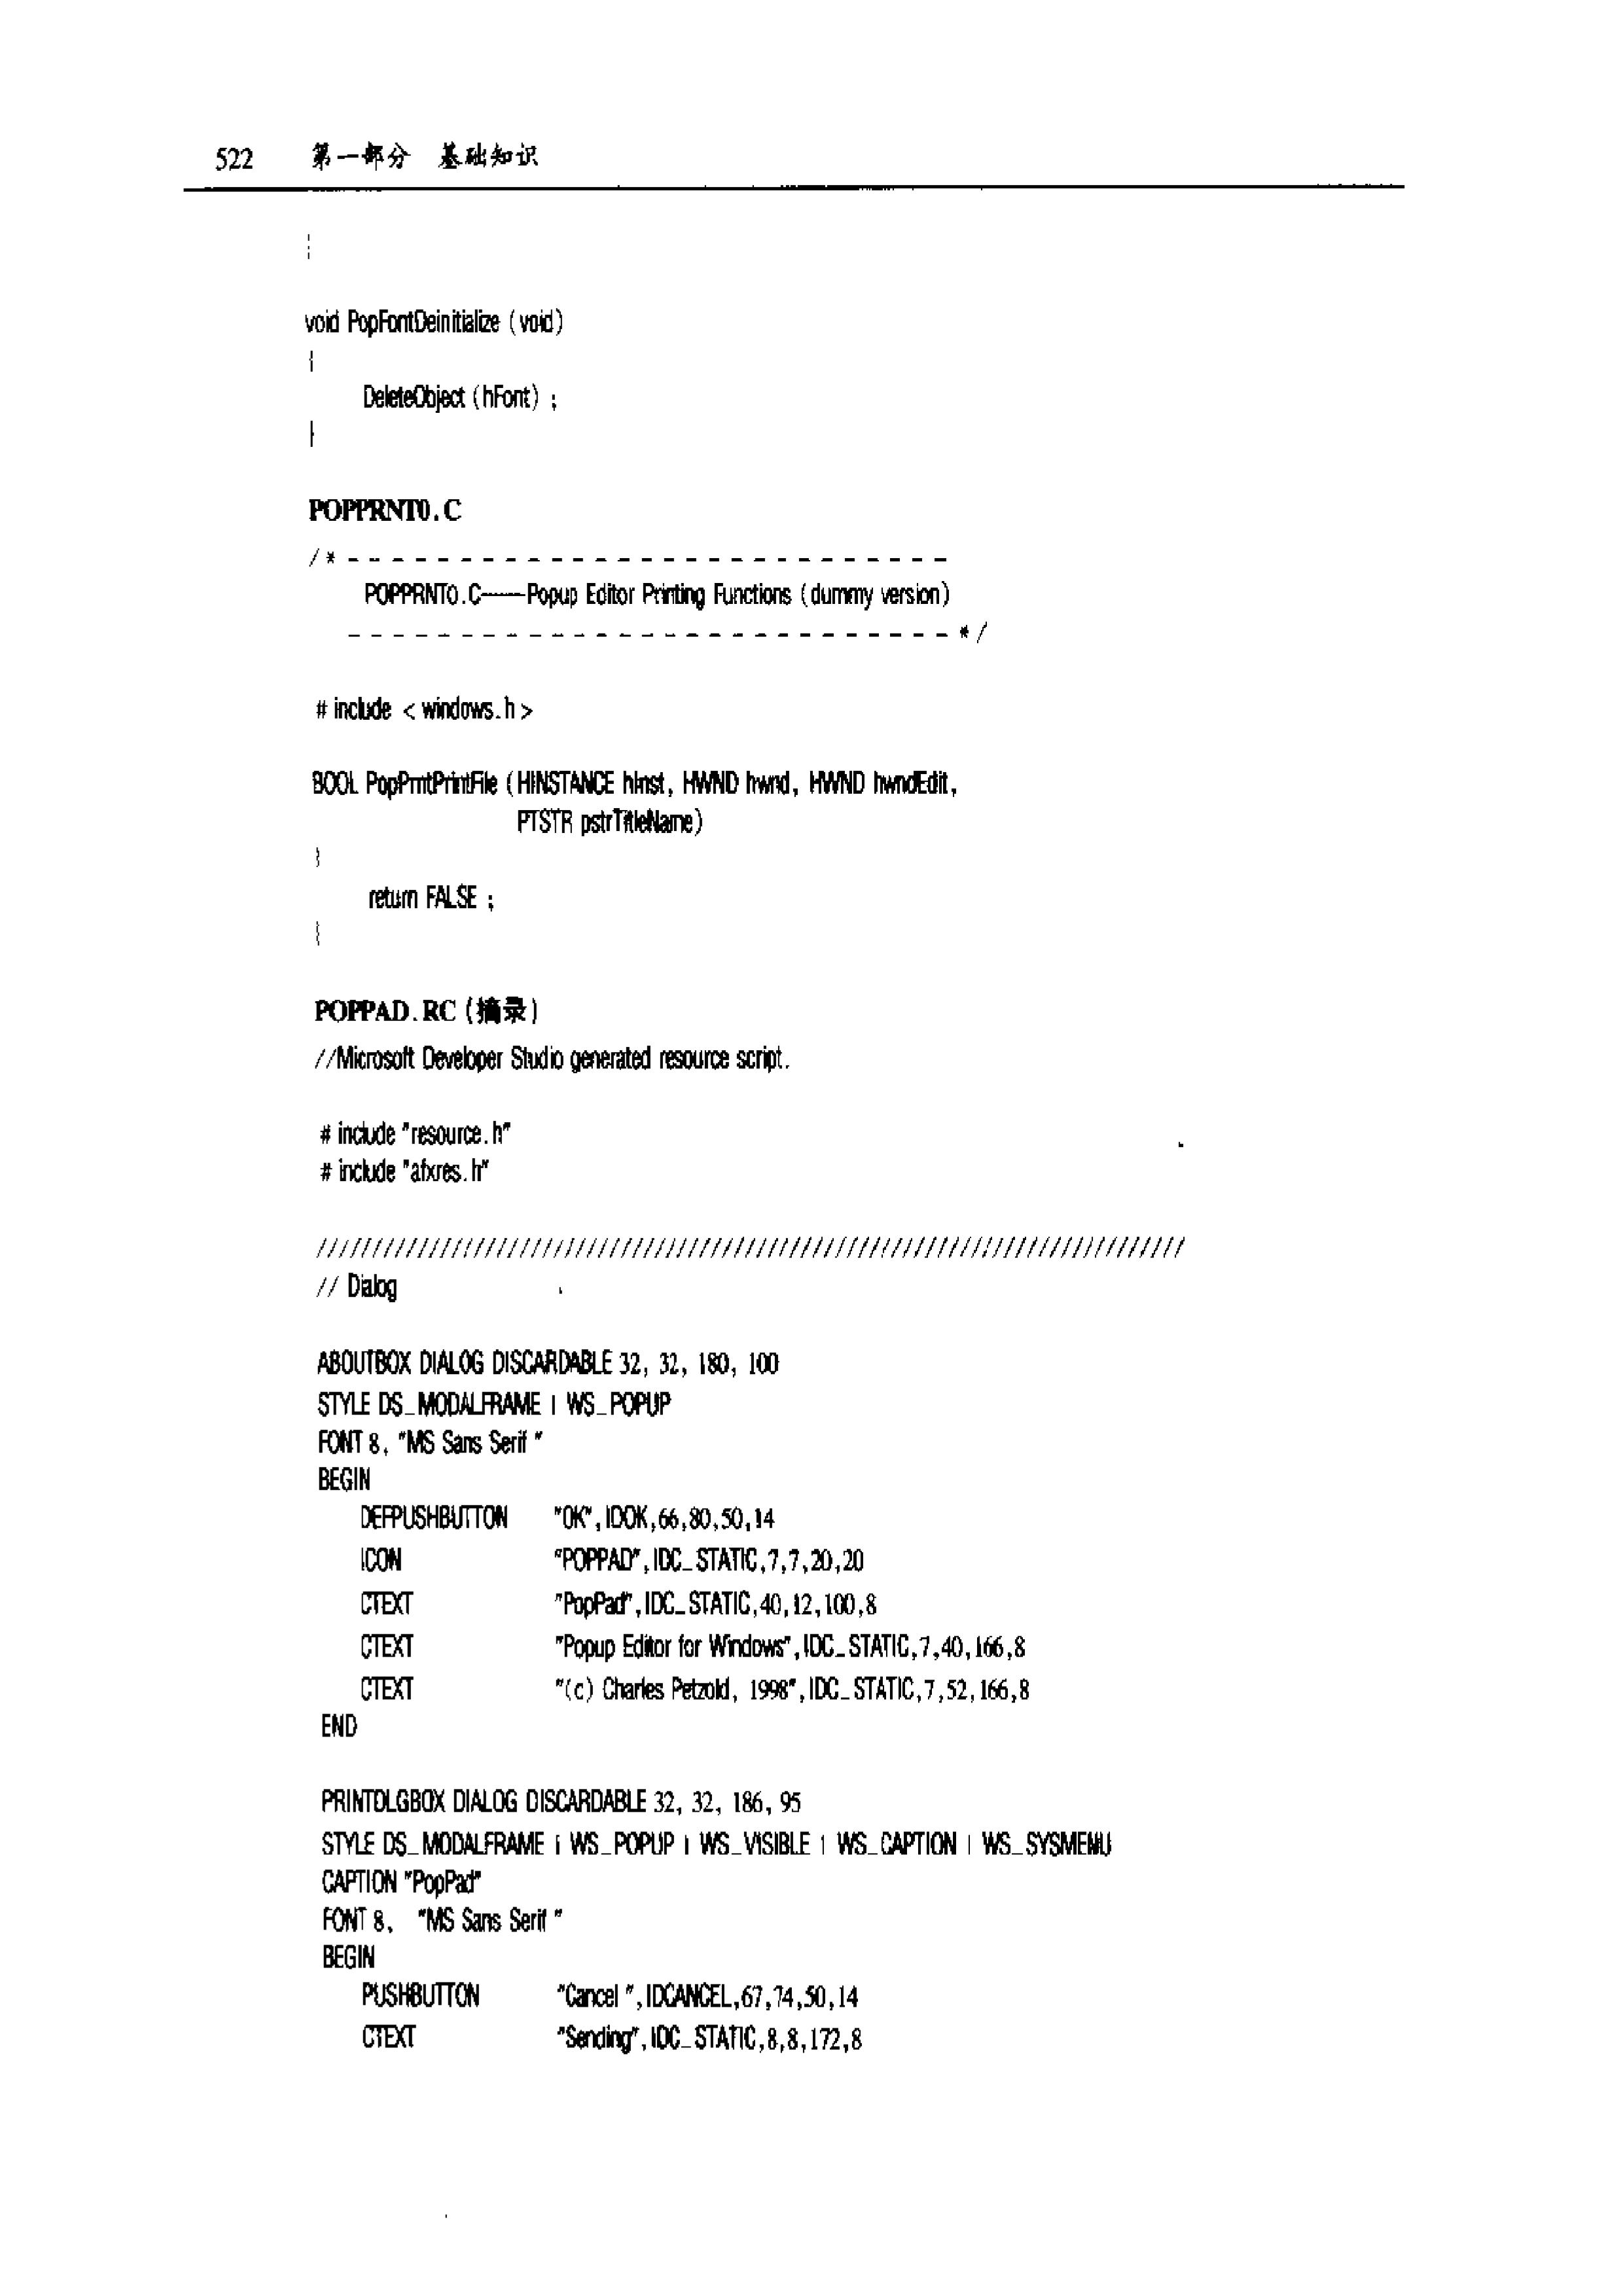 522 第一部分 基础知识
}
void PopFontDeinitialize (void)
{
DeleteObject (hFont) ;
}
POPPRNT0.C
/* - - - - - - - - - - - - - - - - - - - - - - - - - - -
POPPRNT0.C——Popup Editor Printing Functions (dummy version)
- - - - - - - - - - - - - - - - - - - - - - - - - - - */
# include < windows.h >
BOOL PopPrntPrintFile (HINSTANCE hInst, HWND hwnd, HWND hwndEdit,
PTSTR pstrTitleName)
{
return FALSE ;
}
POPPAD.RC (摘录)
//Microsoft Developer Studio generated resource script.
# include "resource.h"
# include "afxres.h"
/////////////////////////////////////////////////////////////////////////////
// Dialog
ABOUTBOX DIALOG DISCARDABLE 32, 32, 180, 100
STYLE DS_MODALFRAME | WS_POPUP
FONT 8, "MS Sans Serif "
BEGIN
DEFPUSHBUTTON "OK",IDOK,66,80,50,14
ICON "POPPAD",IDC_STATIC,7,7,20,20
CTEXT "PopPad",IDC_STATIC,40,12,100,8
CTEXT "Popup Editor for Windows",IDC_STATIC,7,40,166,8
CTEXT "(c) Charles Petzold, 1998",IDC_STATIC,7,52,166,8
END
PRINTDLGBOX DIALOG DISCARDABLE 32, 32, 186, 95
STYLE DS_MODALFRAME | WS_POPUP | WS_VISIBLE | WS_CAPTION | WS_SYSMENU
CAPTION "PopPad"
FONT 8, "MS Sans Serif "
BEGIN
PUSHBUTTON "Cancel ",IDCANCEL,67,74,50,14
CTEXT "Sending",IDC_STATIC,8,8,172,8